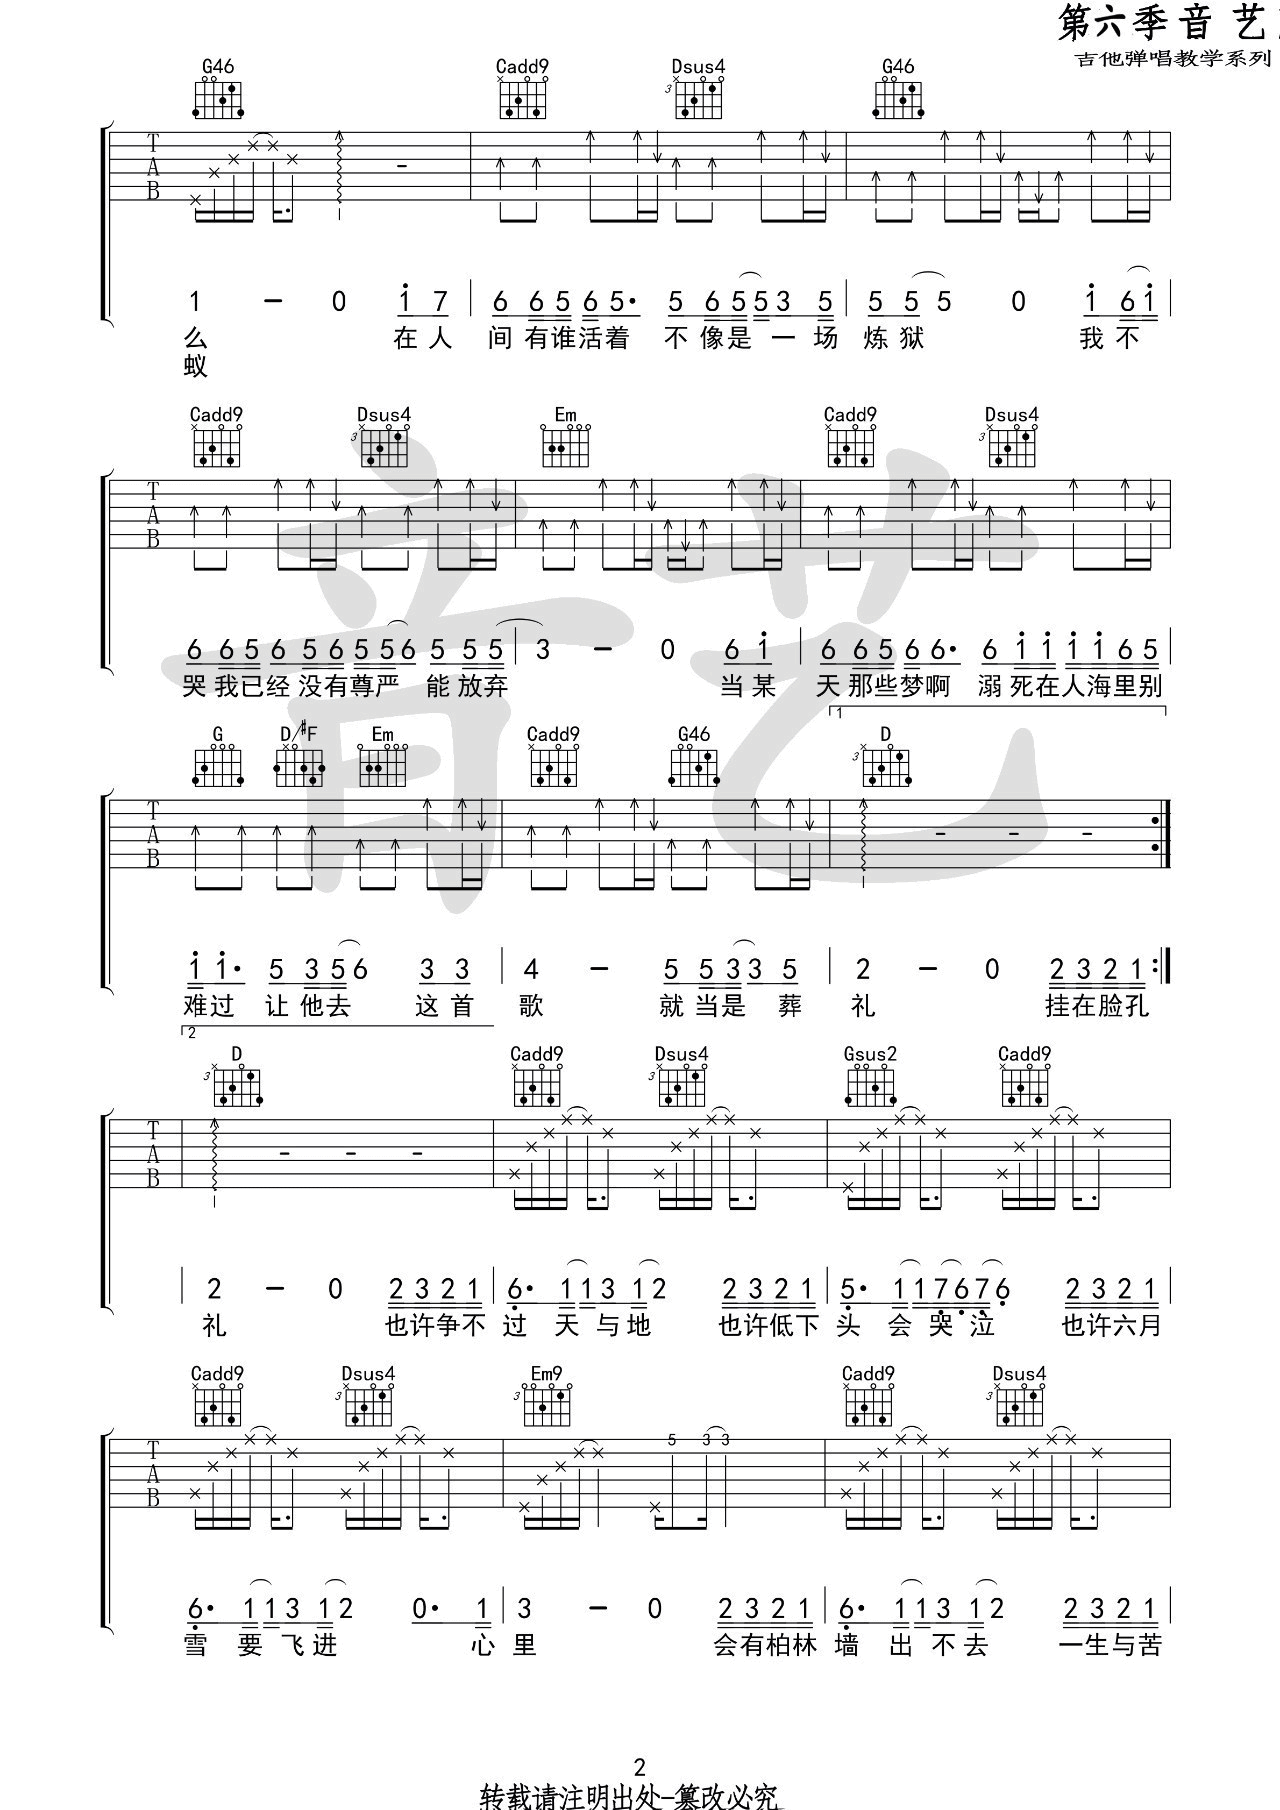 第六季音 艺
吉他弹唱教学系列
G46 Cadd9 Dsus4 G46
T
A
B
1 - 0 1 7 6 6 5 6 5· 5 6 5 5 3 5 5 5 5 0 1 6 1
么 在人 间有谁活着 不像是一场 炼狱 我不
蚁
Cadd9 Dsus4 Em Cadd9 Dsus4
T
A
B
6 6 5 6 5 6 5 5 6 5 5 5 3 - 0 6 1 6 6 5 6 6· 6 1 1 1 1 6 5
哭我已经没有尊严 能放弃 当某 天那些梦啊 溺死在人海里别
1
G D/#F Em Cadd9 G46 D
T
A
B
1 1· 5 3 5 6 3 3 4 - 5 5 3 3 5 2 - 0 2 3 2 1
难过 让他去 这首 歌 就当是 葬 礼 挂在脸孔
2
D Cadd9 Dsus4 Gsus2 Cadd9
T
A
B
2 - 0 2 3 2 1 6· 1 1 3 1 2 2 3 2 1 5· 1 1 7 6 7 6 2 3 2 1
礼 也许争不 过 天与地 也许低下 头 会哭泣 也许六月
Cadd9 Dsus4 Em9 Cadd9 Dsus4
5 3 3
T
A
B
6· 1 1 3 1 2 0· 1 3 - 0 2 3 2 1 6· 1 1 3 1 2 2 3 2 1
雪 要飞进 心 里 会有柏林 墙 出不去 一生与苦
2
转载请注明出处-篡改必究